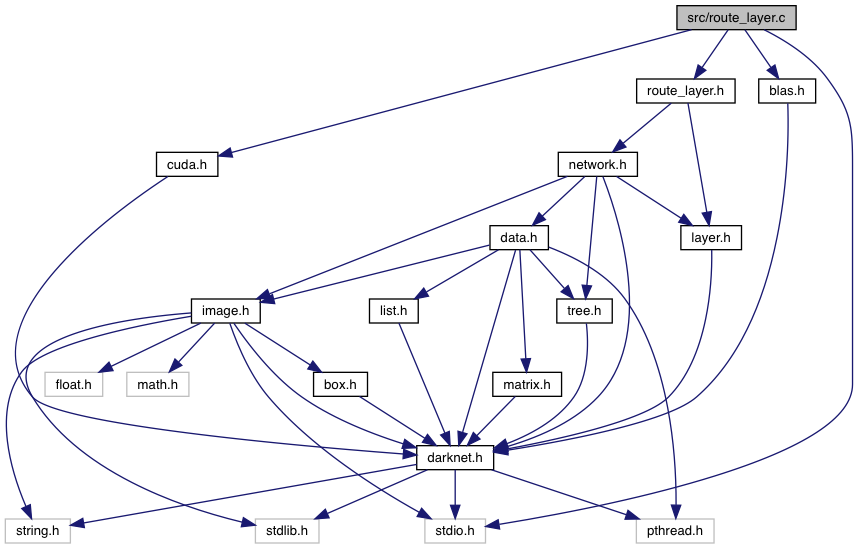 src/route_layer.c
route_layer.h
blas.h
cuda.h
network.h
data.h
layer.h
image.h
list.h
tree.h
float.h
math.h
box.h
matrix.h
darknet.h
string.h
stdlib.h
stdio.h
pthread.h